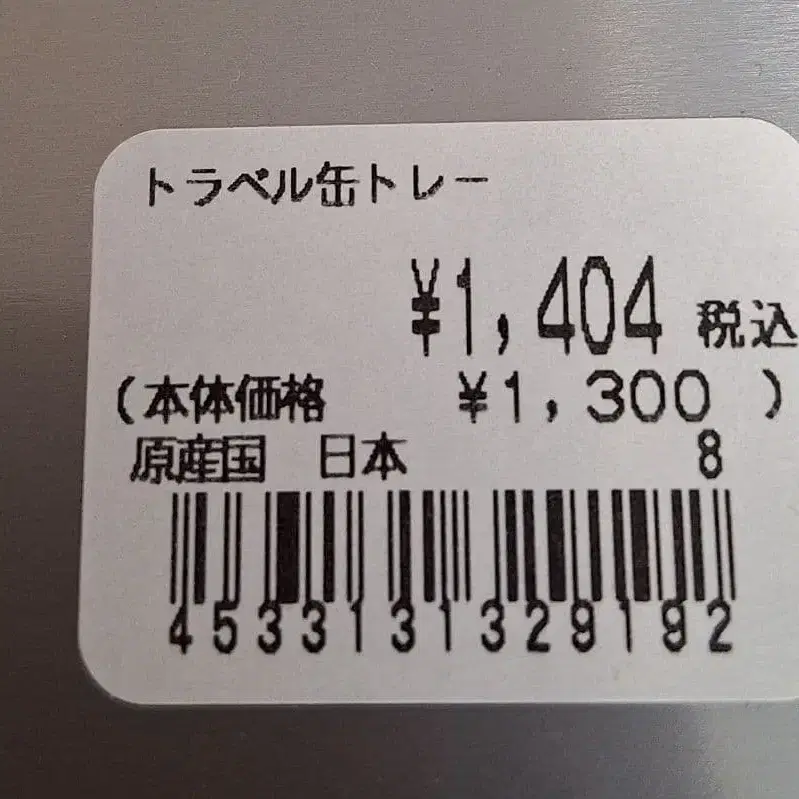 トラベル缶トレー
¥1,404 税込
(本体価格 ¥1,300 )
原産国 日本 8
4533131329192